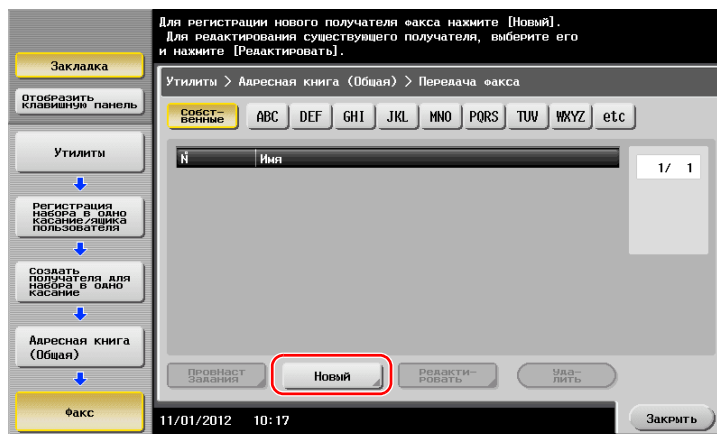 Для регистрации нового получателя факса нажмите [Новый].
Для редактирования существующего получателя, выберите его
и нажмите [Редактировать].
Закладка
Отобразить
клавишную панель
Утилиты
Регистрация
набора в одно
касание/ящика
пользователя
Создать
получателя для
набора в одно
касание
Адресная книга
(Общая)
Факс
Утилиты > Адресная книга (Общая) > Передача факса
Собст-
венные
ABC DEF GHI JKL MNO PQRS TUV WXYZ etc
№ Имя
1/ 1
ПровНаст
Задания
Новый
Редакти-
ровать
Уда-
лить
11/01/2012 10:17
Закрыть